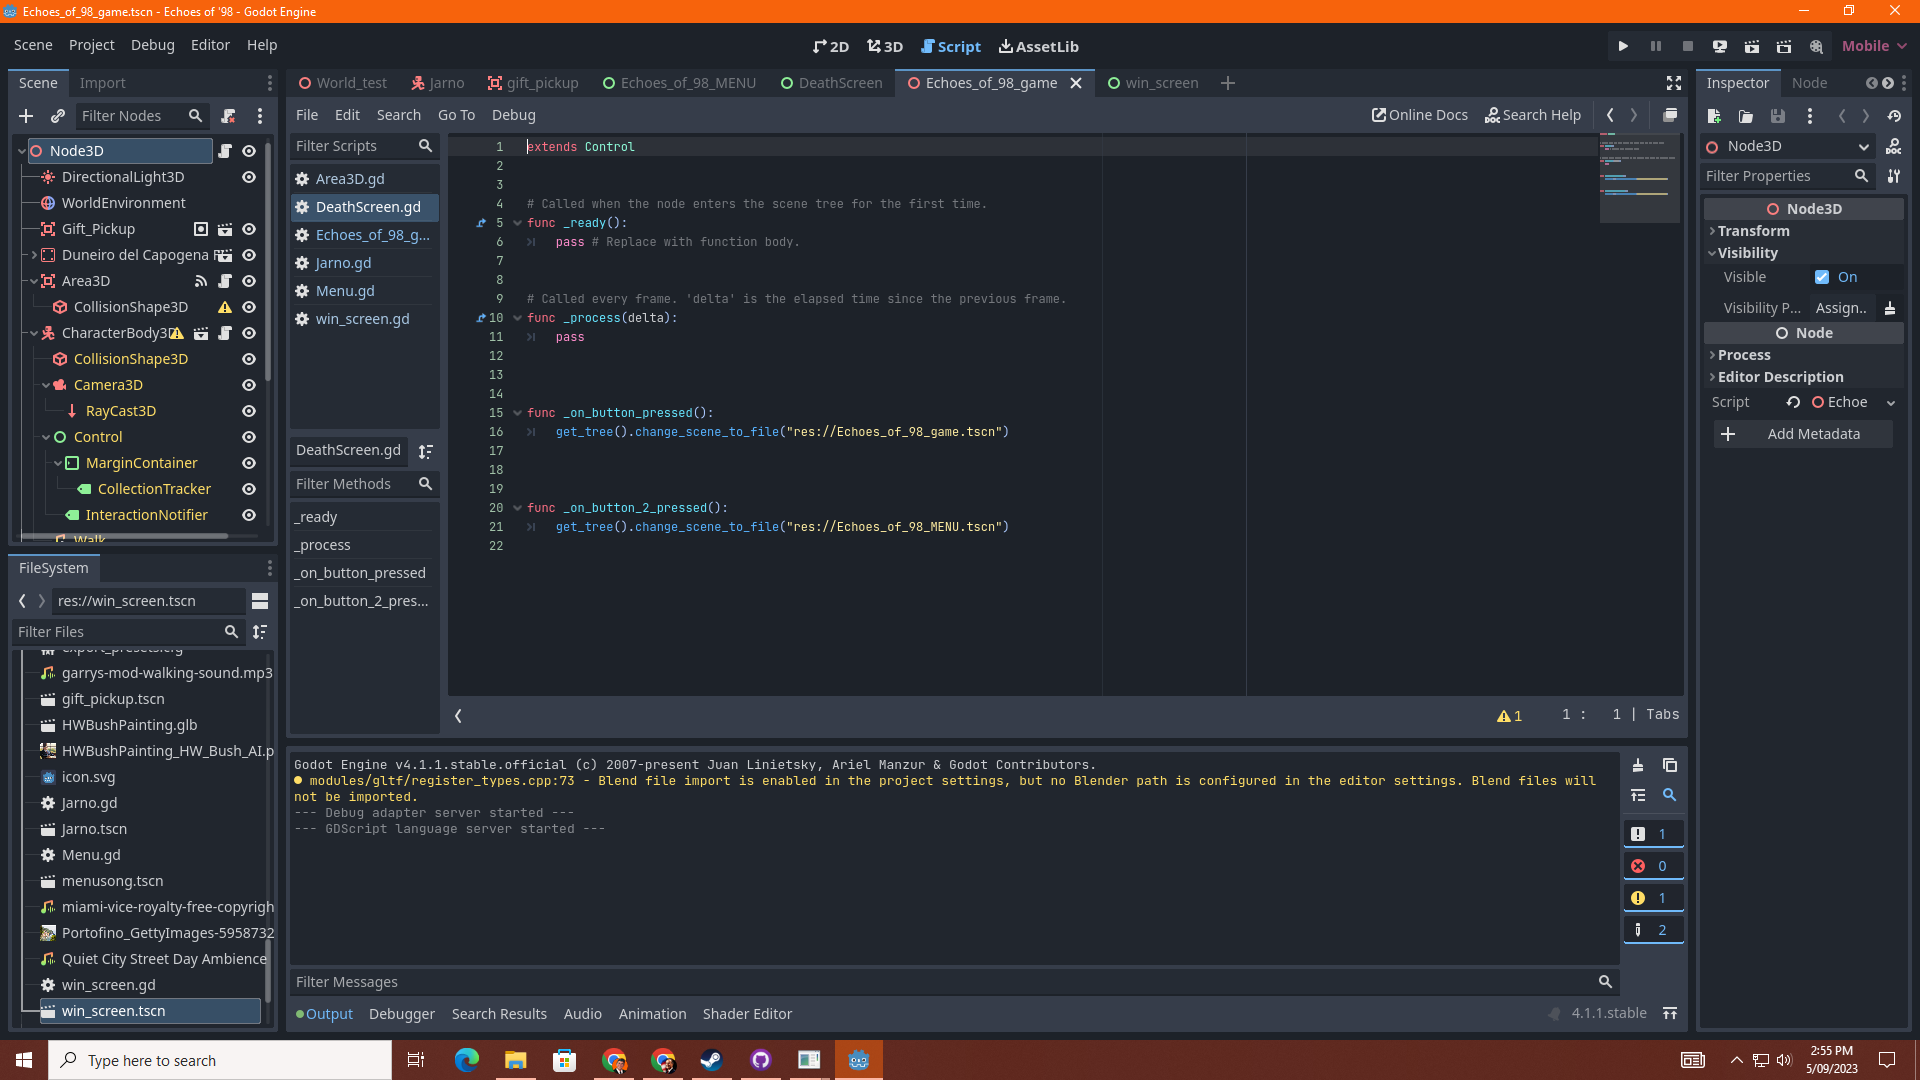 Echoes_of_98_game.tscn - Echoes of '98 - Godot Engine
Scene Project Debug Editor Help
2D 3D Script AssetLib
Mobile
Scene Import
Filter Nodes
Node3D
DirectionalLight3D
WorldEnvironment
Gift_Pickup
Duneiro del Capogena
Area3D
CollisionShape3D
CharacterBody3D
CollisionShape3D
Camera3D
RayCast3D
Control
MarginContainer
CollectionTracker
InteractionNotifier
Walk
FileSystem
res://win_screen.tscn
Filter Files
export_presets.cfg
garrys-mod-walking-sound.mp3
gift_pickup.tscn
HWBushPainting.glb
HWBushPainting_HW_Bush_AI.p
icon.svg
Jarno.gd
Jarno.tscn
Menu.gd
menusong.tscn
miami-vice-royalty-free-copyrigh
Portofino_GettyImages-5958732
Quiet City Street Day Ambience
win_screen.gd
win_screen.tscn
World_test Jarno gift_pickup Echoes_of_98_MENU DeathScreen Echoes_of_98_game win_screen
File Edit Search Go To Debug
Online Docs Search Help
Filter Scripts
Area3D.gd
DeathScreen.gd
Echoes_of_98_g...
Jarno.gd
Menu.gd
win_screen.gd
DeathScreen.gd
Filter Methods
_ready
_process
_on_button_pressed
_on_button_2_pres...
1 extends Control
2
3
4 # Called when the node enters the scene tree for the first time.
5 func _ready():
6 pass # Replace with function body.
7
8
9 # Called every frame. 'delta' is the elapsed time since the previous frame.
10 func _process(delta):
11 pass
12
13
14
15 func _on_button_pressed():
16 get_tree().change_scene_to_file("res://Echoes_of_98_game.tscn")
17
18
19
20 func _on_button_2_pressed():
21 get_tree().change_scene_to_file("res://Echoes_of_98_MENU.tscn")
22
1 1 : 1 | Tabs
Godot Engine v4.1.1.stable.official (c) 2007-present Juan Linietsky, Ariel Manzur & Godot Contributors.
modules/gltf/register_types.cpp:73 - Blend file import is enabled in the project settings, but no Blender path is configured in the editor settings. Blend files will
not be imported.
--- Debug adapter server started ---
--- GDScript language server started ---
1
0
1
2
Filter Messages
Output Debugger Search Results Audio Animation Shader Editor
4.1.1.stable
Inspector Node
Node3D
Filter Properties
Node3D
Transform
Visibility
Visible On
Visibility P... Assign..
Node
Process
Editor Description
Script Echoe
Add Metadata
Type here to search
2:55 PM
5/09/2023